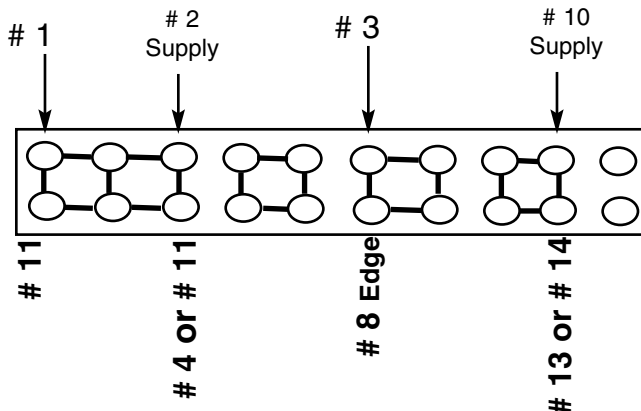 # 1
# 2
Supply
# 3
# 10
Supply
# 11
# 4 or # 11
# 8 Edge
# 13 or # 14